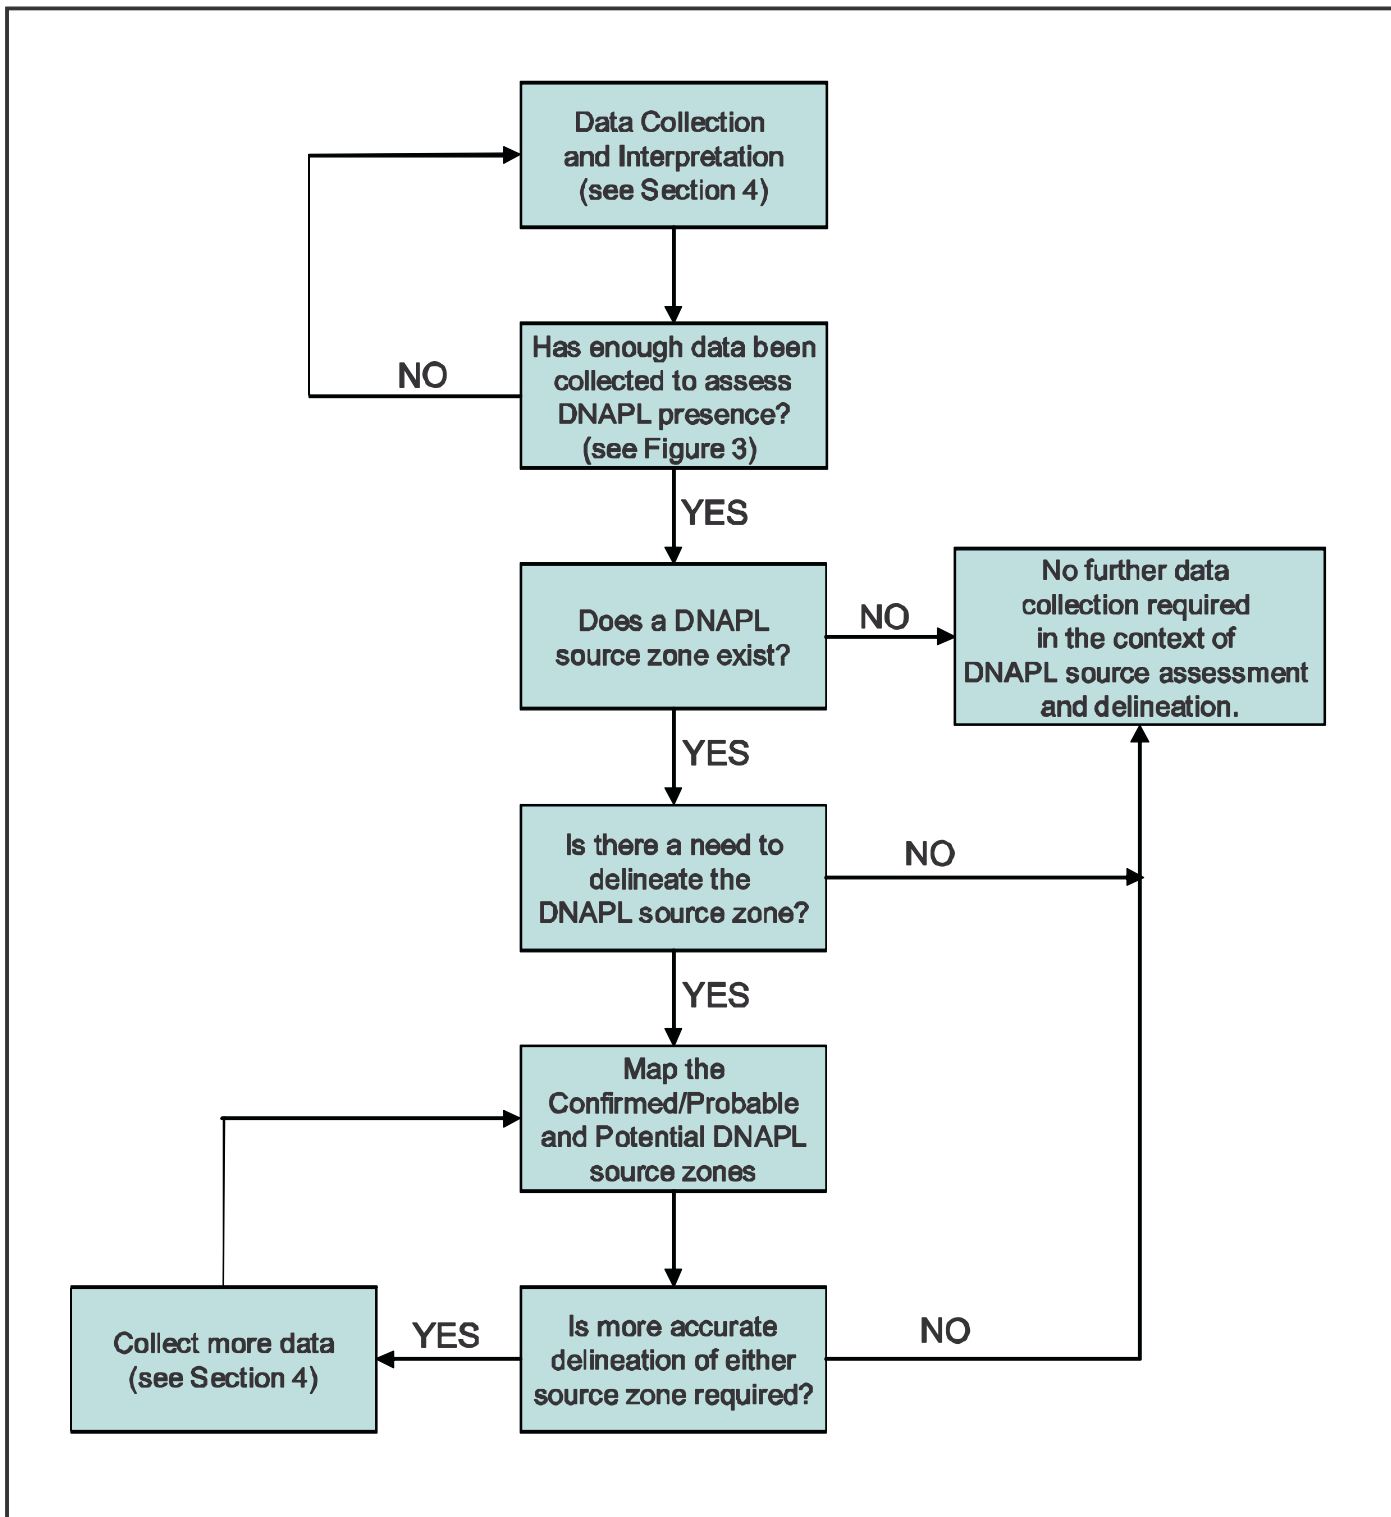 Data Collection
and Interpretation
(see Section 4)
Has enough data been
collected to assess
DNAPL presence?
(see Figure 3)
NO
YES
Does a DNAPL
source zone exist?
NO
No further data
collection required
in the context of
DNAPL source assessment
and delineation.
YES
Is there a need to
delineate the
DNAPL source zone?
NO
YES
Map the
Confirmed/Probable
and Potential DNAPL
source zones
Is more accurate
delineation of either
source zone required?
YES
NO
Collect more data
(see Section 4)